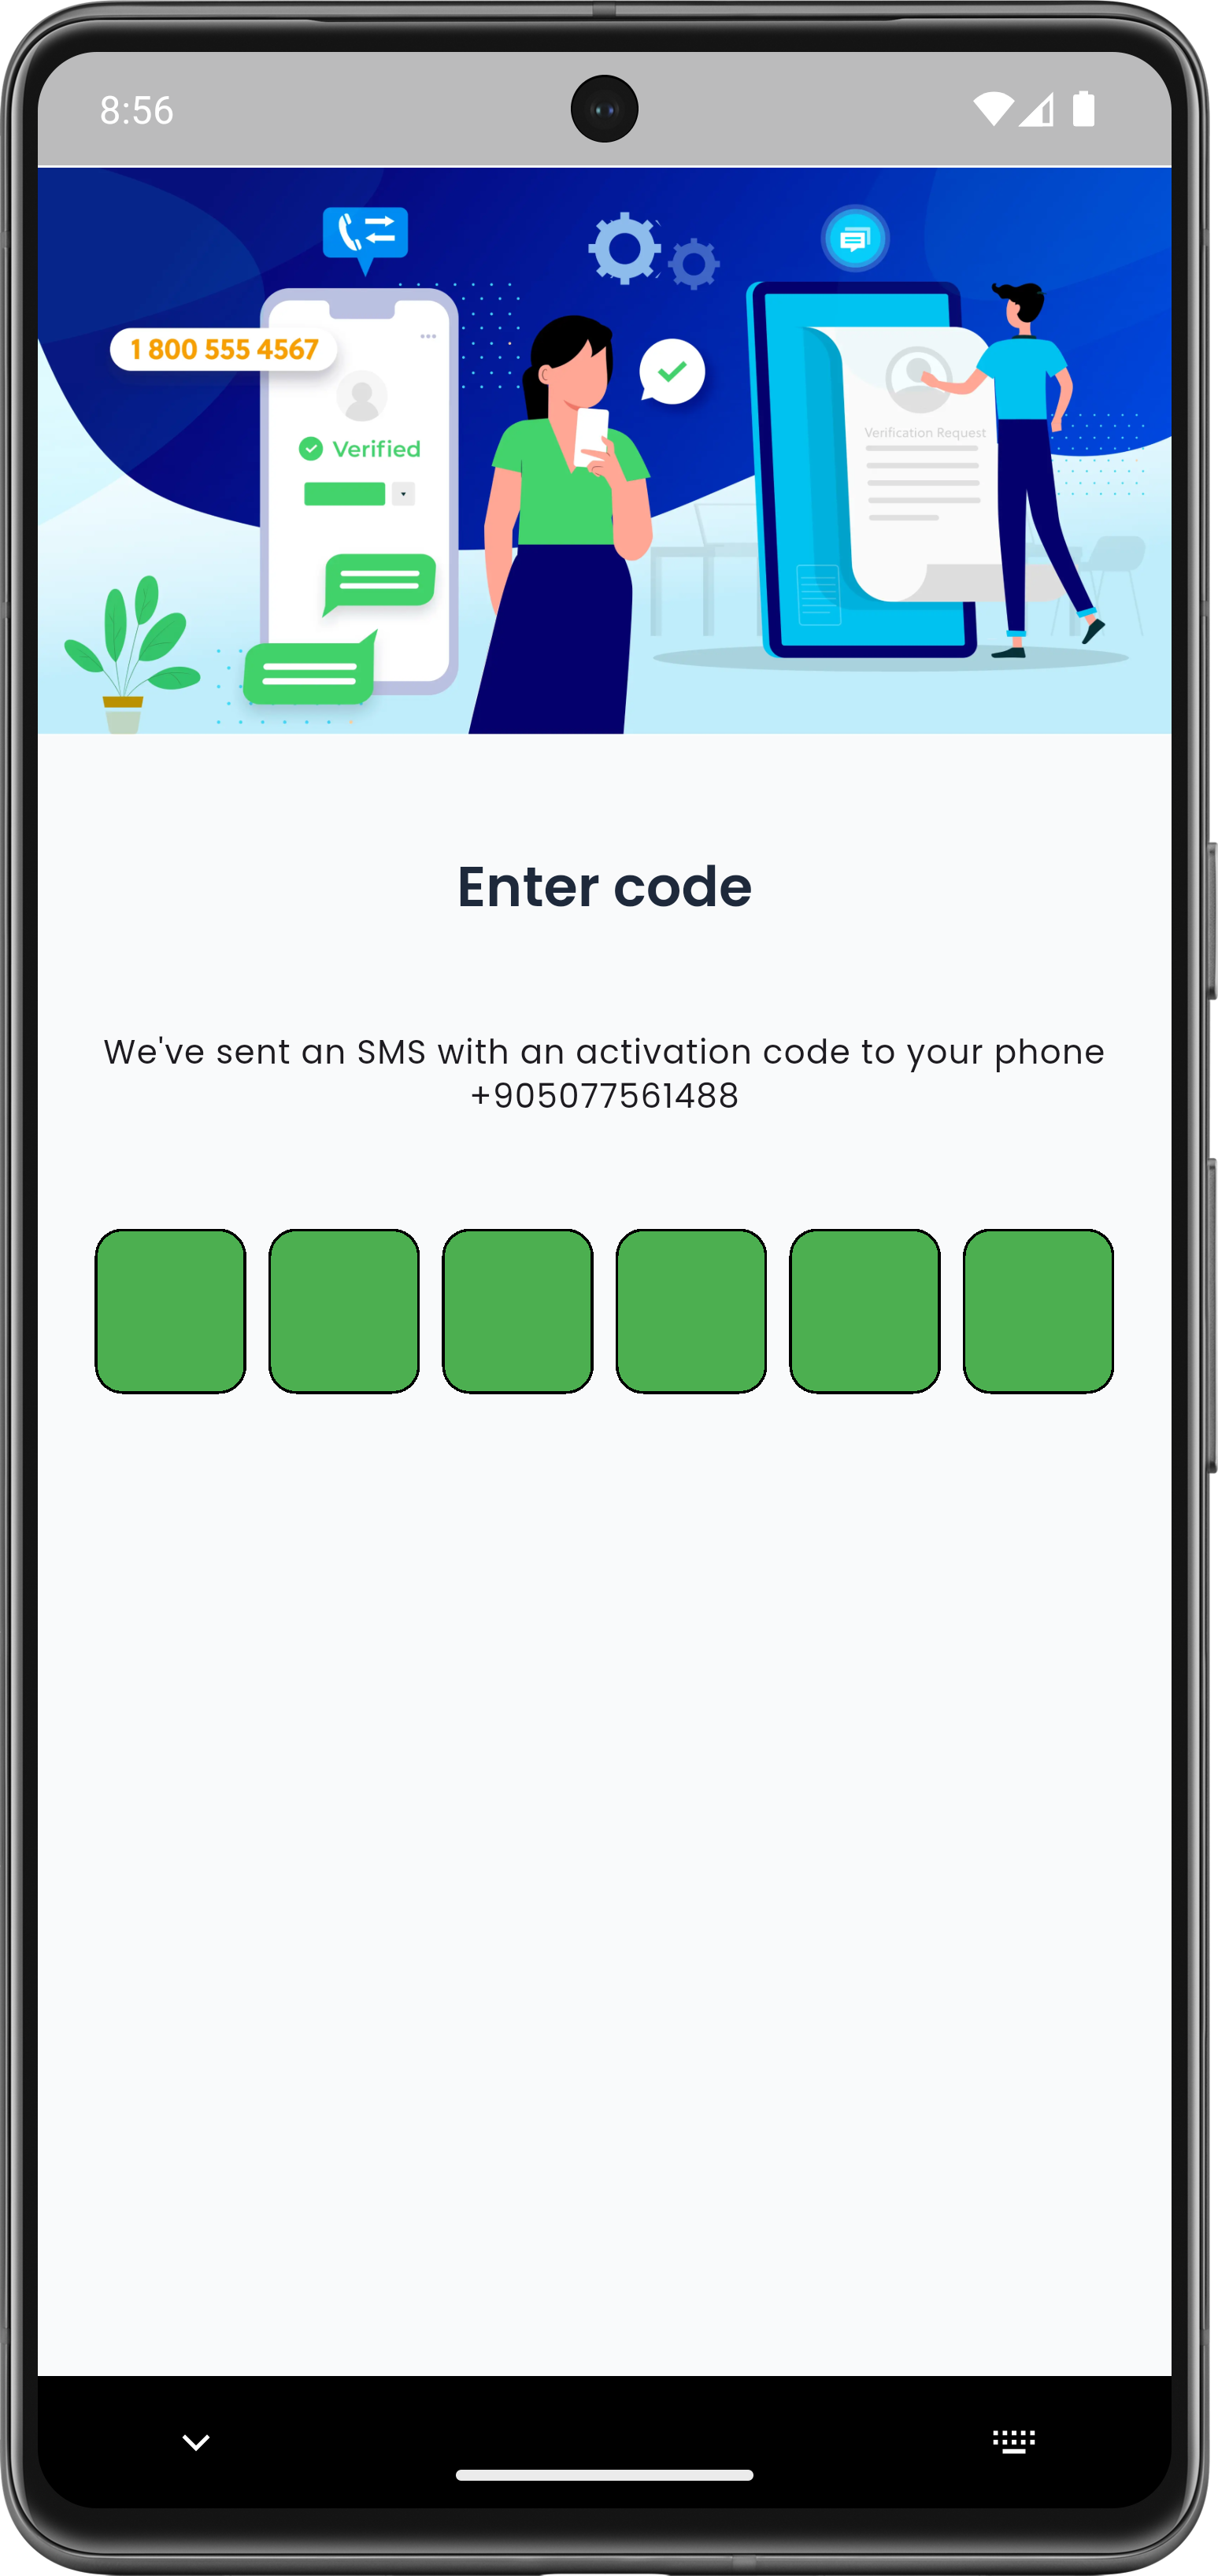 8:56
1 800 555 4567
Verified
Verification Request
Enter code
We've sent an SMS with an activation code to your phone
+905077561488